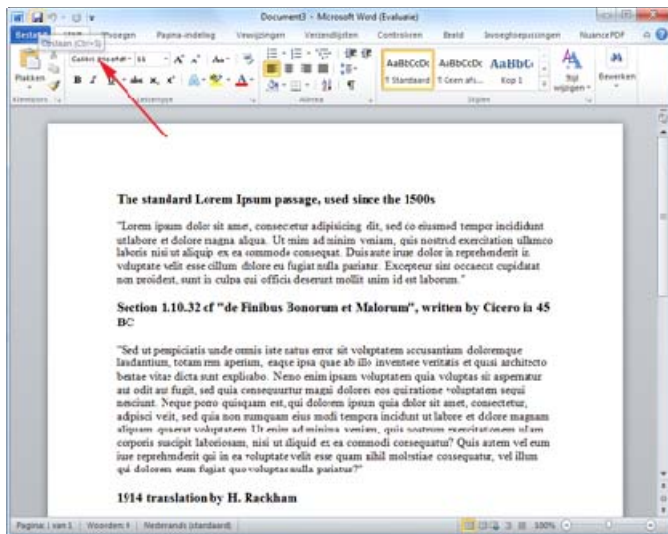 Document3 - Microsoft Word (Evaluatie)
Bestand Invoegen Pagina-indeling Verwijzingen Verzendlijsten Controleren Beeld Invoegtoepassingen Nuance PDF
Opslaan (Ctrl+S)
11
AaBbCcDc AaBbCcDc AaBbC
Plakken B I U abc Stijl wijzigen Bewerken
1 Standaard 1 Geen afs... Kop 1
Klembord Lettertype Alinea Stijlen
The standard Lorem Ipsum passage, used since the 1500s
"Lorem ipsum dolor sit amet, consectetur adipisicing elit, sed do eiusmod tempor incididunt
ut labore et dolore magna aliqua. Ut enim ad minim veniam, quis nostrud exercitation ullamco
laboris nisi ut aliquip ex ea commodo consequat. Duis aute irure dolor in reprehenderit in
voluptate velit esse cillum dolore eu fugiat nulla pariatur. Excepteur sint occaecat cupidatat
non proident, sunt in culpa qui officia deserunt mollit anim id est laborum."
Section 1.10.32 of "de Finibus Bonorum et Malorum", written by Cicero in 45
BC
"Sed ut perspiciatis unde omnis iste natus error sit voluptatem accusantium doloremque
laudantium, totam rem aperiam, eaque ipsa quae ab illo inventore veritatis et quasi architecto
beatae vitae dicta sunt explicabo. Nemo enim ipsam voluptatem quia voluptas sit aspernatur
aut odit aut fugit, sed quia consequuntur magni dolores eos qui ratione voluptatem sequi
nesciunt. Neque porro quisquam est, qui dolorem ipsum quia dolor sit amet, consectetur,
adipisci velit, sed quia non numquam eius modi tempora incidunt ut labore et dolore magnam
aliquam quaerat voluptatem. Ut enim ad minima veniam, quis nostrum exercitationem ullam
corporis suscipit laboriosam, nisi ut aliquid ex ea commodi consequatur? Quis autem vel eum
iure reprehenderit qui in ea voluptate velit esse quam nihil molestiae consequatur, vel illum
qui dolorem eum fugiat quo voluptas nulla pariatur?"
1914 translation by H. Rackham
Pagina: 1 van 1 Woorden: Nederlands (standaard) 100%